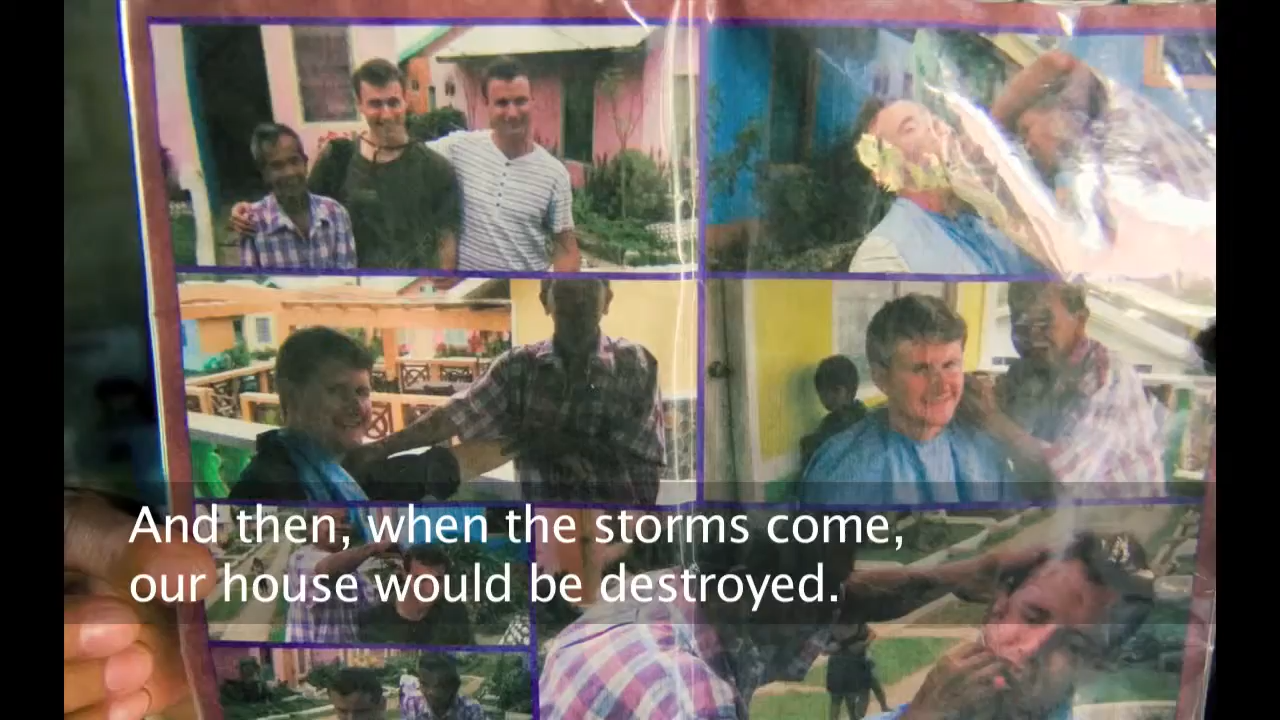 And then, when the storms come,
our house would be destroyed.